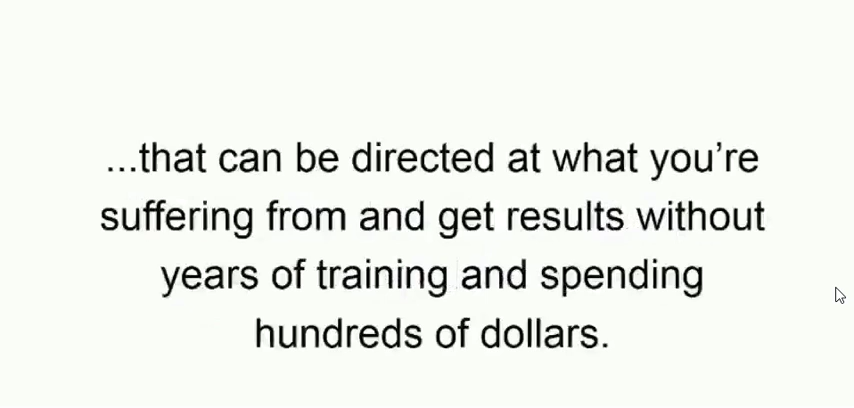 ...that can be directed at what you’re
suffering from and get results without
years of training and spending
hundreds of dollars.